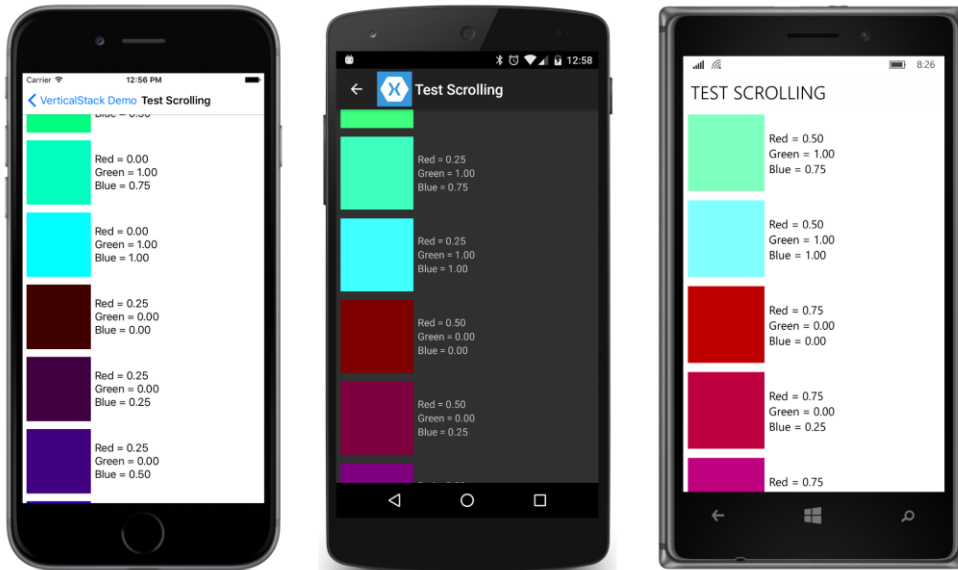 Carrier 12:56 PM
VerticalStack Demo Test Scrolling
Red = 0.00
Green = 1.00
Blue = 0.75
Red = 0.00
Green = 1.00
Blue = 1.00
Red = 0.25
Green = 0.00
Blue = 0.00
Red = 0.25
Green = 0.00
Blue = 0.25
Red = 0.25
Green = 0.00
Blue = 0.50
12:58
Test Scrolling
Red = 0.25
Green = 1.00
Blue = 0.75
Red = 0.25
Green = 1.00
Blue = 1.00
Red = 0.50
Green = 0.00
Blue = 0.00
Red = 0.50
Green = 0.00
Blue = 0.25
8:26
TEST SCROLLING
Red = 0.50
Green = 1.00
Blue = 0.75
Red = 0.50
Green = 1.00
Blue = 1.00
Red = 0.75
Green = 0.00
Blue = 0.00
Red = 0.75
Green = 0.00
Blue = 0.25
Red = 0.75